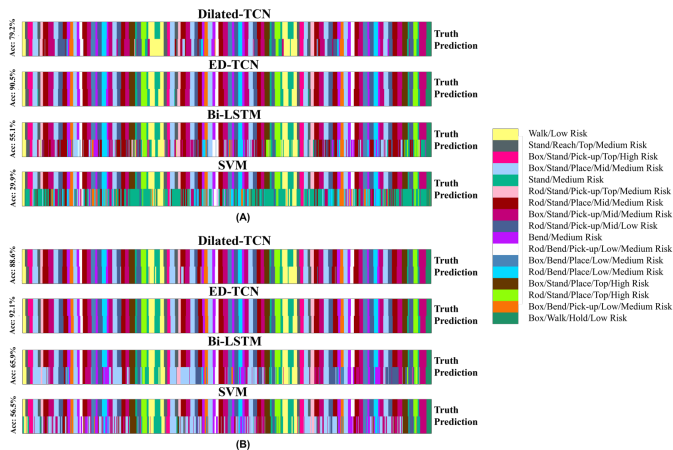 Dilated-TCN
Acc: 79.2%
Truth
Prediction
ED-TCN
Acc: 90.5%
Truth
Prediction
Bi-LSTM
Acc: 55.1%
Truth
Prediction
SVM
Acc: 29.9%
Truth
Prediction
(A)
Dilated-TCN
Acc: 88.6%
Truth
Prediction
ED-TCN
Acc: 92.1%
Truth
Prediction
Bi-LSTM
Acc: 65.9%
Truth
Prediction
SVM
Acc: 56.5%
Truth
Prediction
(B)
Walk/Low Risk
Stand/Reach/Top/Medium Risk
Box/Stand/Pick-up/Top/High Risk
Box/Stand/Place/Mid/Medium Risk
Stand/Medium Risk
Rod/Stand/Pick-up/Top/Medium Risk
Rod/Stand/Place/Mid/Medium Risk
Box/Stand/Pick-up/Mid/Medium Risk
Rod/Stand/Pick-up/Mid/Low Risk
Bend/Medium Risk
Rod/Bend/Pick-up/Low/Medium Risk
Box/Bend/Place/Low/Medium Risk
Rod/Bend/Place/Low/Medium Risk
Box/Stand/Place/Top/High Risk
Rod/Stand/Place/Top/High Risk
Box/Bend/Pick-up/Low/Medium Risk
Box/Walk/Hold/Low Risk